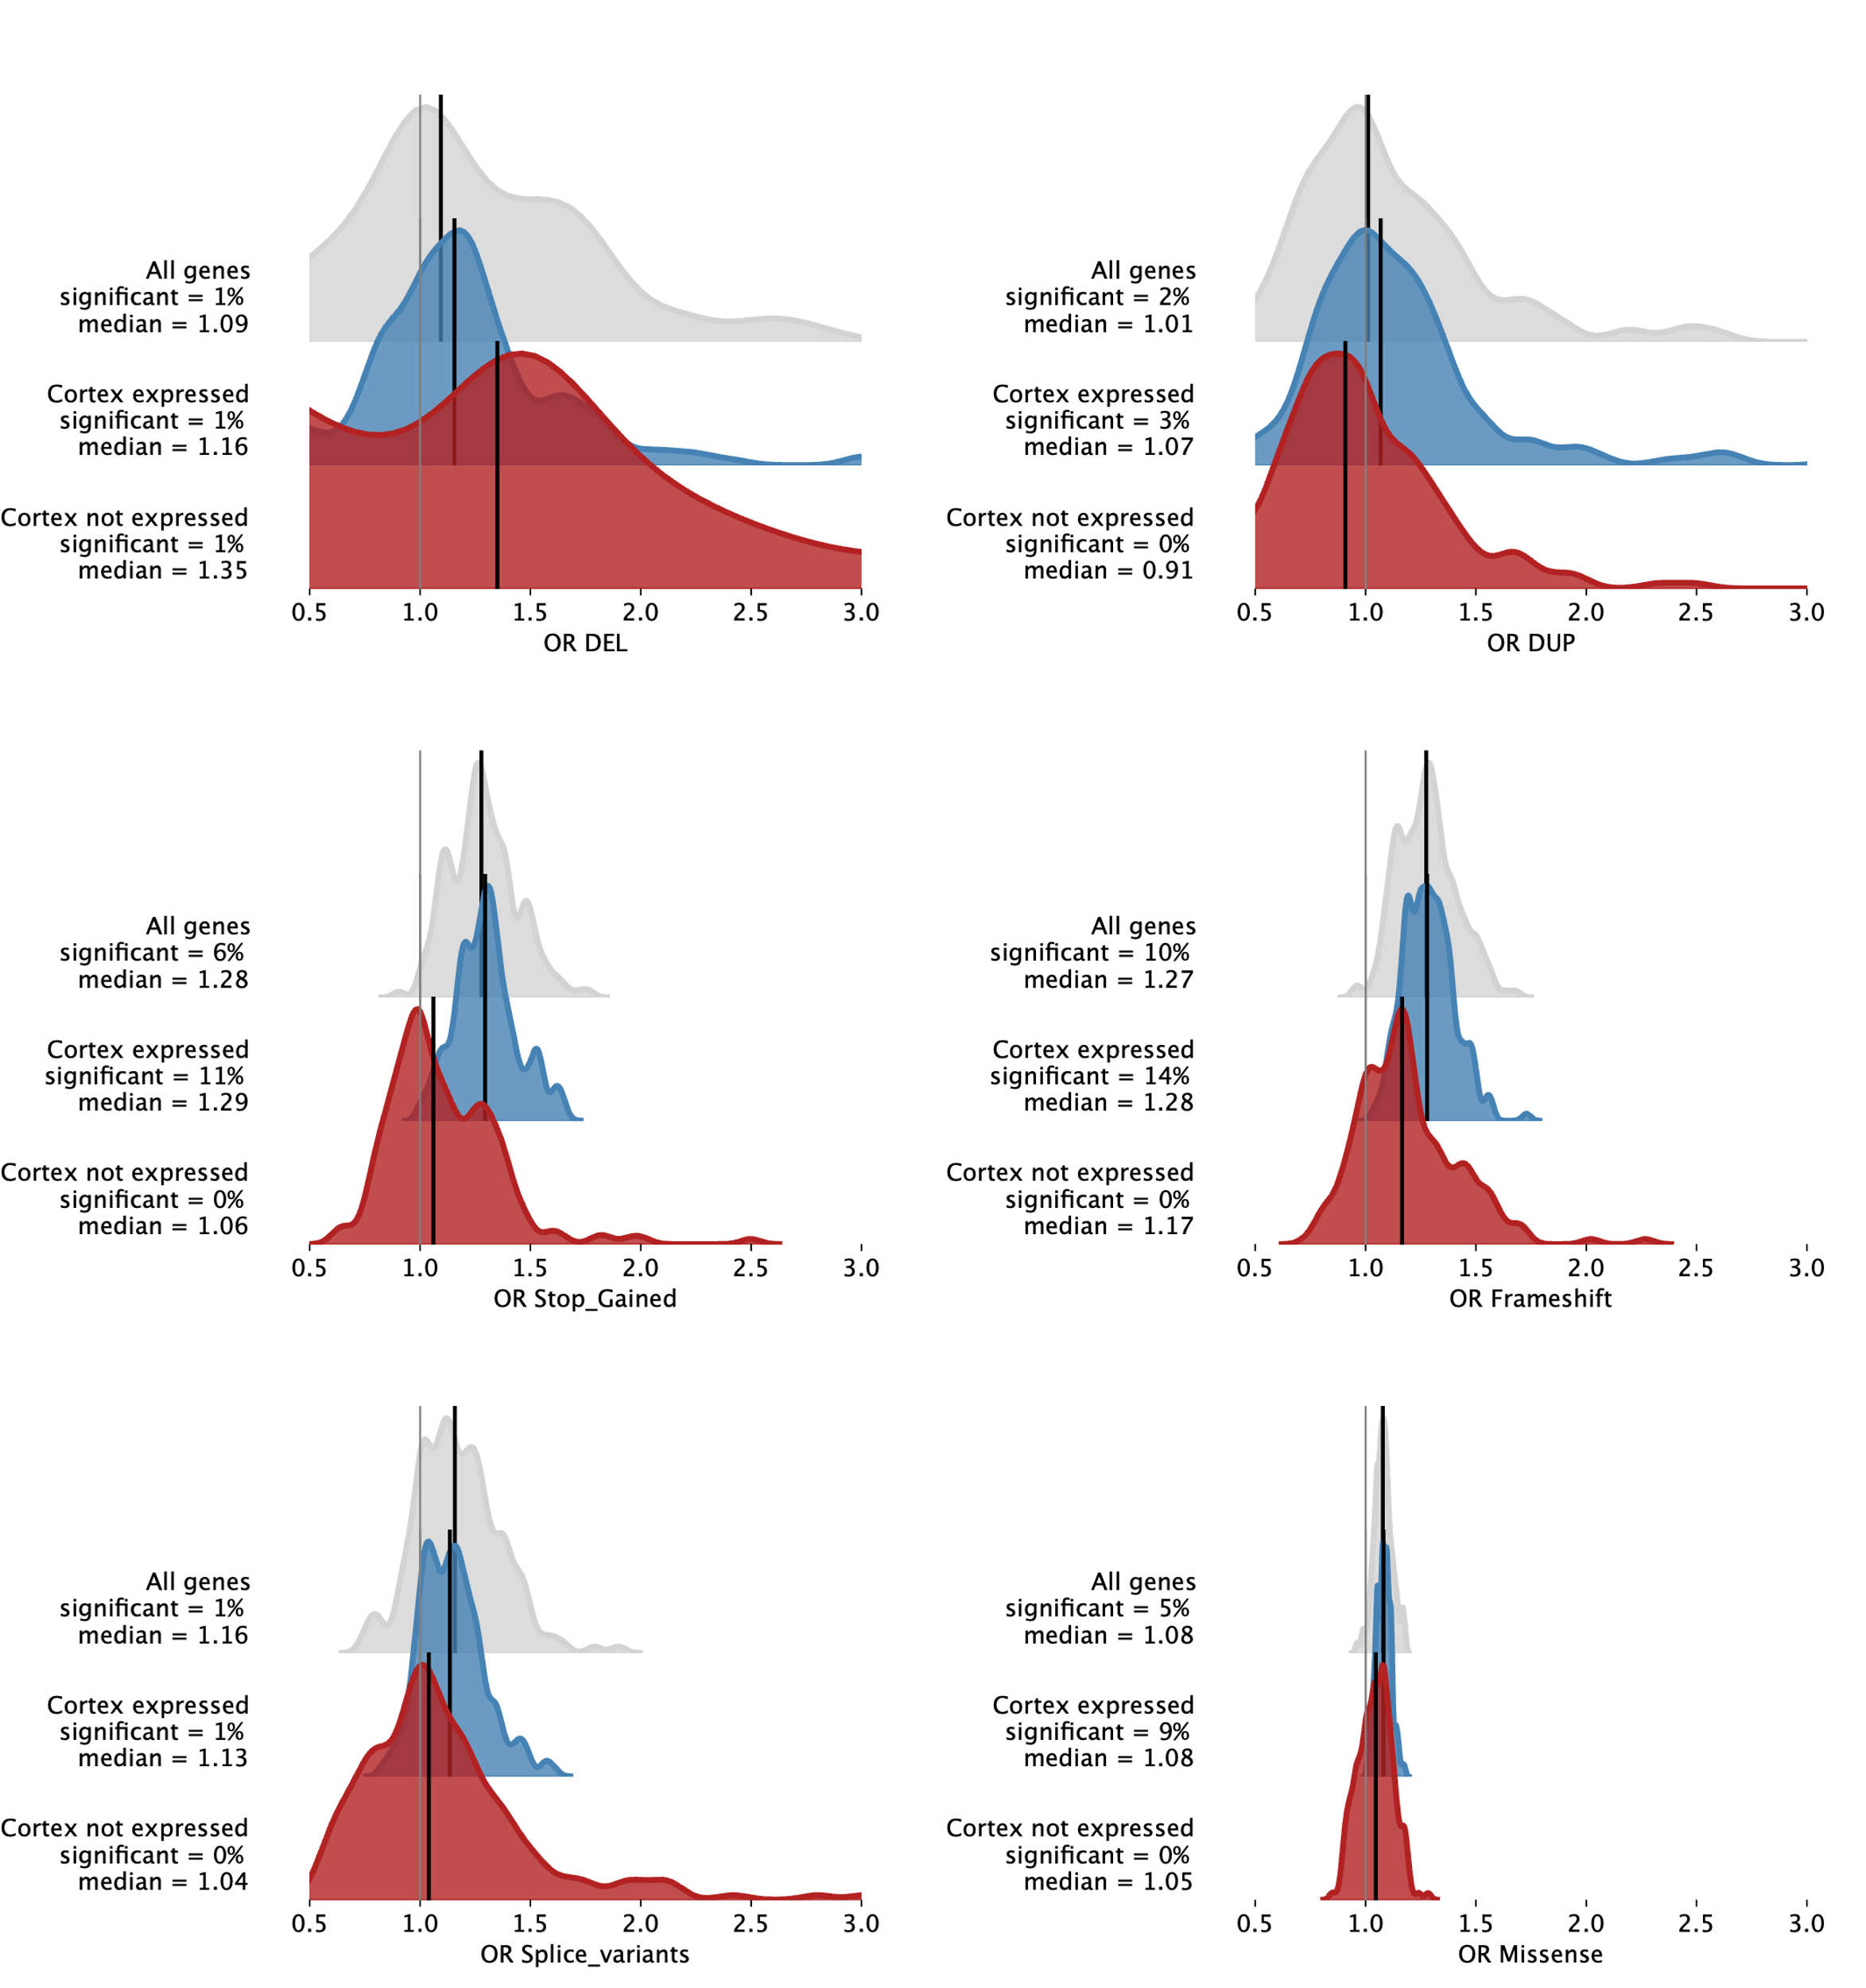 All genes
significant = 1%
median = 1.09
Cortex expressed
significant = 1%
median = 1.16
Cortex not expressed
significant = 1%
median = 1.35
0.5 1.0 1.5 2.0 2.5 3.0
OR DEL
All genes
significant = 2%
median = 1.01
Cortex expressed
significant = 3%
median = 1.07
Cortex not expressed
significant = 0%
median = 0.91
0.5 1.0 1.5 2.0 2.5 3.0
OR DUP
All genes
significant = 6%
median = 1.28
Cortex expressed
significant = 11%
median = 1.29
Cortex not expressed
significant = 0%
median = 1.06
0.5 1.0 1.5 2.0 2.5 3.0
OR Stop_Gained
All genes
significant = 10%
median = 1.27
Cortex expressed
significant = 14%
median = 1.28
Cortex not expressed
significant = 0%
median = 1.17
0.5 1.0 1.5 2.0 2.5 3.0
OR Frameshift
All genes
significant = 1%
median = 1.16
Cortex expressed
significant = 1%
median = 1.13
Cortex not expressed
significant = 0%
median = 1.04
0.5 1.0 1.5 2.0 2.5 3.0
OR Splice_variants
All genes
significant = 5%
median = 1.08
Cortex expressed
significant = 9%
median = 1.08
Cortex not expressed
significant = 0%
median = 1.05
0.5 1.0 1.5 2.0 2.5 3.0
OR Missense